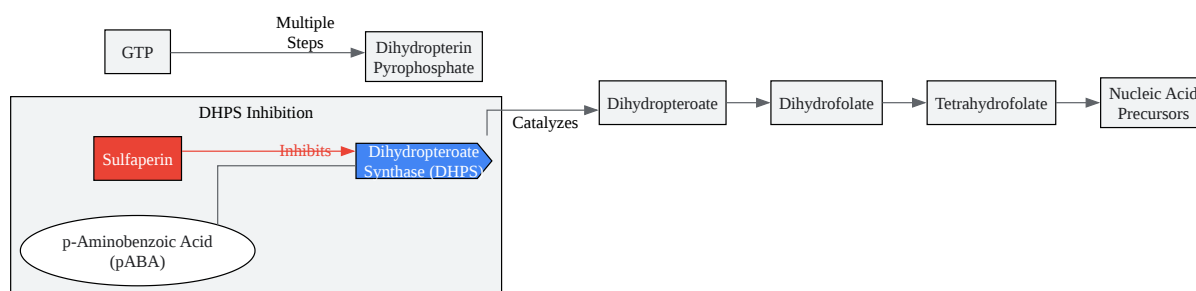 GTP
Multiple
Steps
Dihydropterin
Pyrophosphate
DHPS Inhibition
Sulfaperin
Inhibits
Dihydropteroate
Synthase (DHPS)
p-Aminobenzoic Acid
(pABA)
Catalyzes
Dihydropteroate
Dihydrofolate
Tetrahydrofolate
Nucleic Acid
Precursors